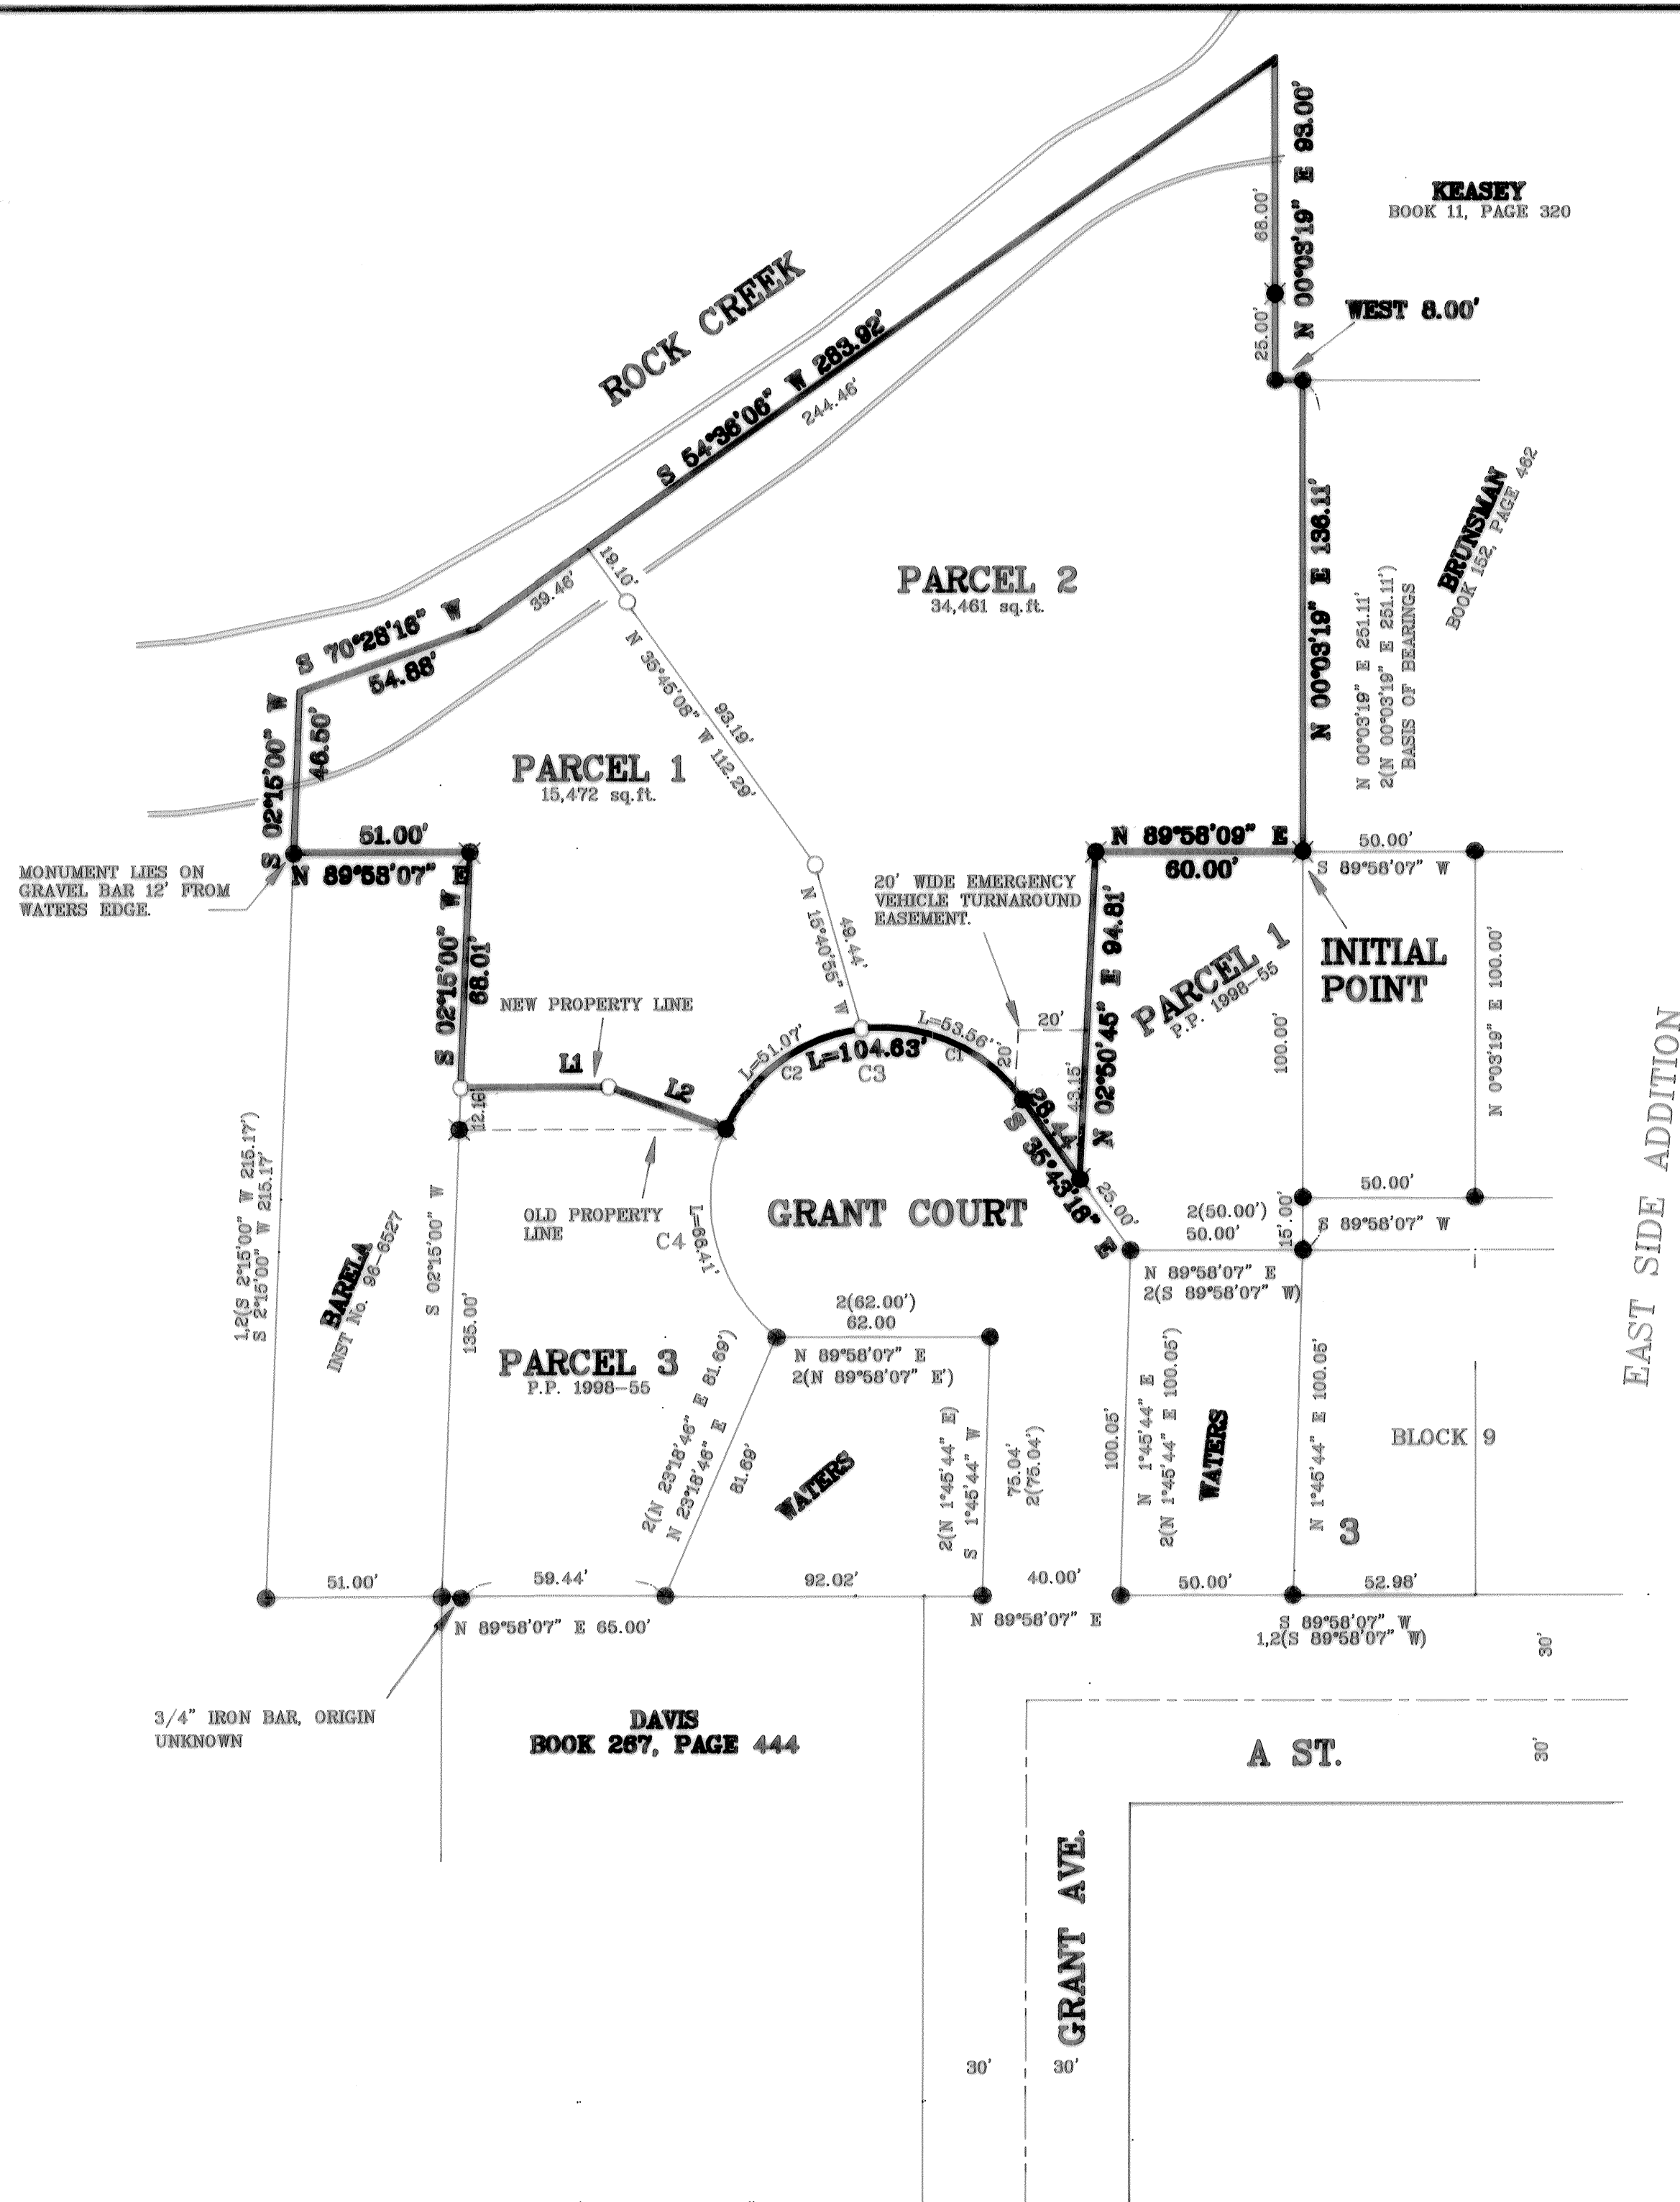 N 00°03'19" E 93.00'
68.00'
KEASEY
BOOK 11, PAGE 320
25.00'
WEST 8.00'
ROCK CREEK
S 54°36'06" W 283.92'
244.46'
N 00°03'19" E 136.11'
BRUNSMAN
BOOK 152, PAGE 462
N 00°03'19" E 251.11'
2(N 00°03'19" E 251.11')
BASIS OF BEARINGS
PARCEL 2
34,461 sq.ft.
19.10'
39.46'
N 35°45'08" W 112.29'
93.19'
S 70°28'16" W
54.88'
S 02°15'00" W
46.50'
PARCEL 1
15,472 sq.ft.
51.00'
N 89°58'07" E
MONUMENT LIES ON
GRAVEL BAR 12' FROM
WATERS EDGE.
N 89°58'09" E
60.00'
50.00'
S 89°58'07" W
20' WIDE EMERGENCY
VEHICLE TURNAROUND
EASEMENT.
S 02°15'00" W
68.01'
N 15°40'55" W
49.44'
N 02°50'45" E 94.81'
43.15'
PARCEL 1
P.P. 1998-55
INITIAL
POINT
100.00'
N 0°03'19" E 100.00'
NEW PROPERTY LINE
L1
L2
12.16'
L=51.07'
C2
L=104.63'
C3
L=53.56'
C1
20'
20'
28.44'
S 35°43'18" E
25.00'
EAST SIDE ADDITION
1,2(S 2°15'00" W 215.17')
S 2°15'00" W 215.17'
BARELA
INST No. 96-6527
S 02°15'00" W
135.00'
OLD PROPERTY
LINE
C4
L=66.41'
GRANT COURT
2(50.00')
50.00'
15'.00'
50.00'
S 89°58'07" W
N 89°58'07" E
2(S 89°58'07" W)
2(62.00')
62.00
N 89°58'07" E
2(N 89°58'07" E')
PARCEL 3
P.P. 1998-55
2(N 23°18'46" E 81.69')
N 23°18'46" E
81.69'
WATERS
2(N 1°45'44" E)
S 1°45'44" W
75.04'
2(75.04')
100.05'
N 1°45'44" E
2(N 1°45'44" E 100.05')
WATERS
N 1°45'44" E 100.05'
BLOCK 9
3
51.00'
59.44'
92.02'
40.00'
50.00'
52.98'
N 89°58'07" E 65.00'
N 89°58'07" E
S 89°58'07" W
1,2(S 89°58'07" W)
30'
3/4" IRON BAR, ORIGIN
UNKNOWN
DAVIS
BOOK 267, PAGE 444
A ST.
30'
GRANT AVE.
30'
30'